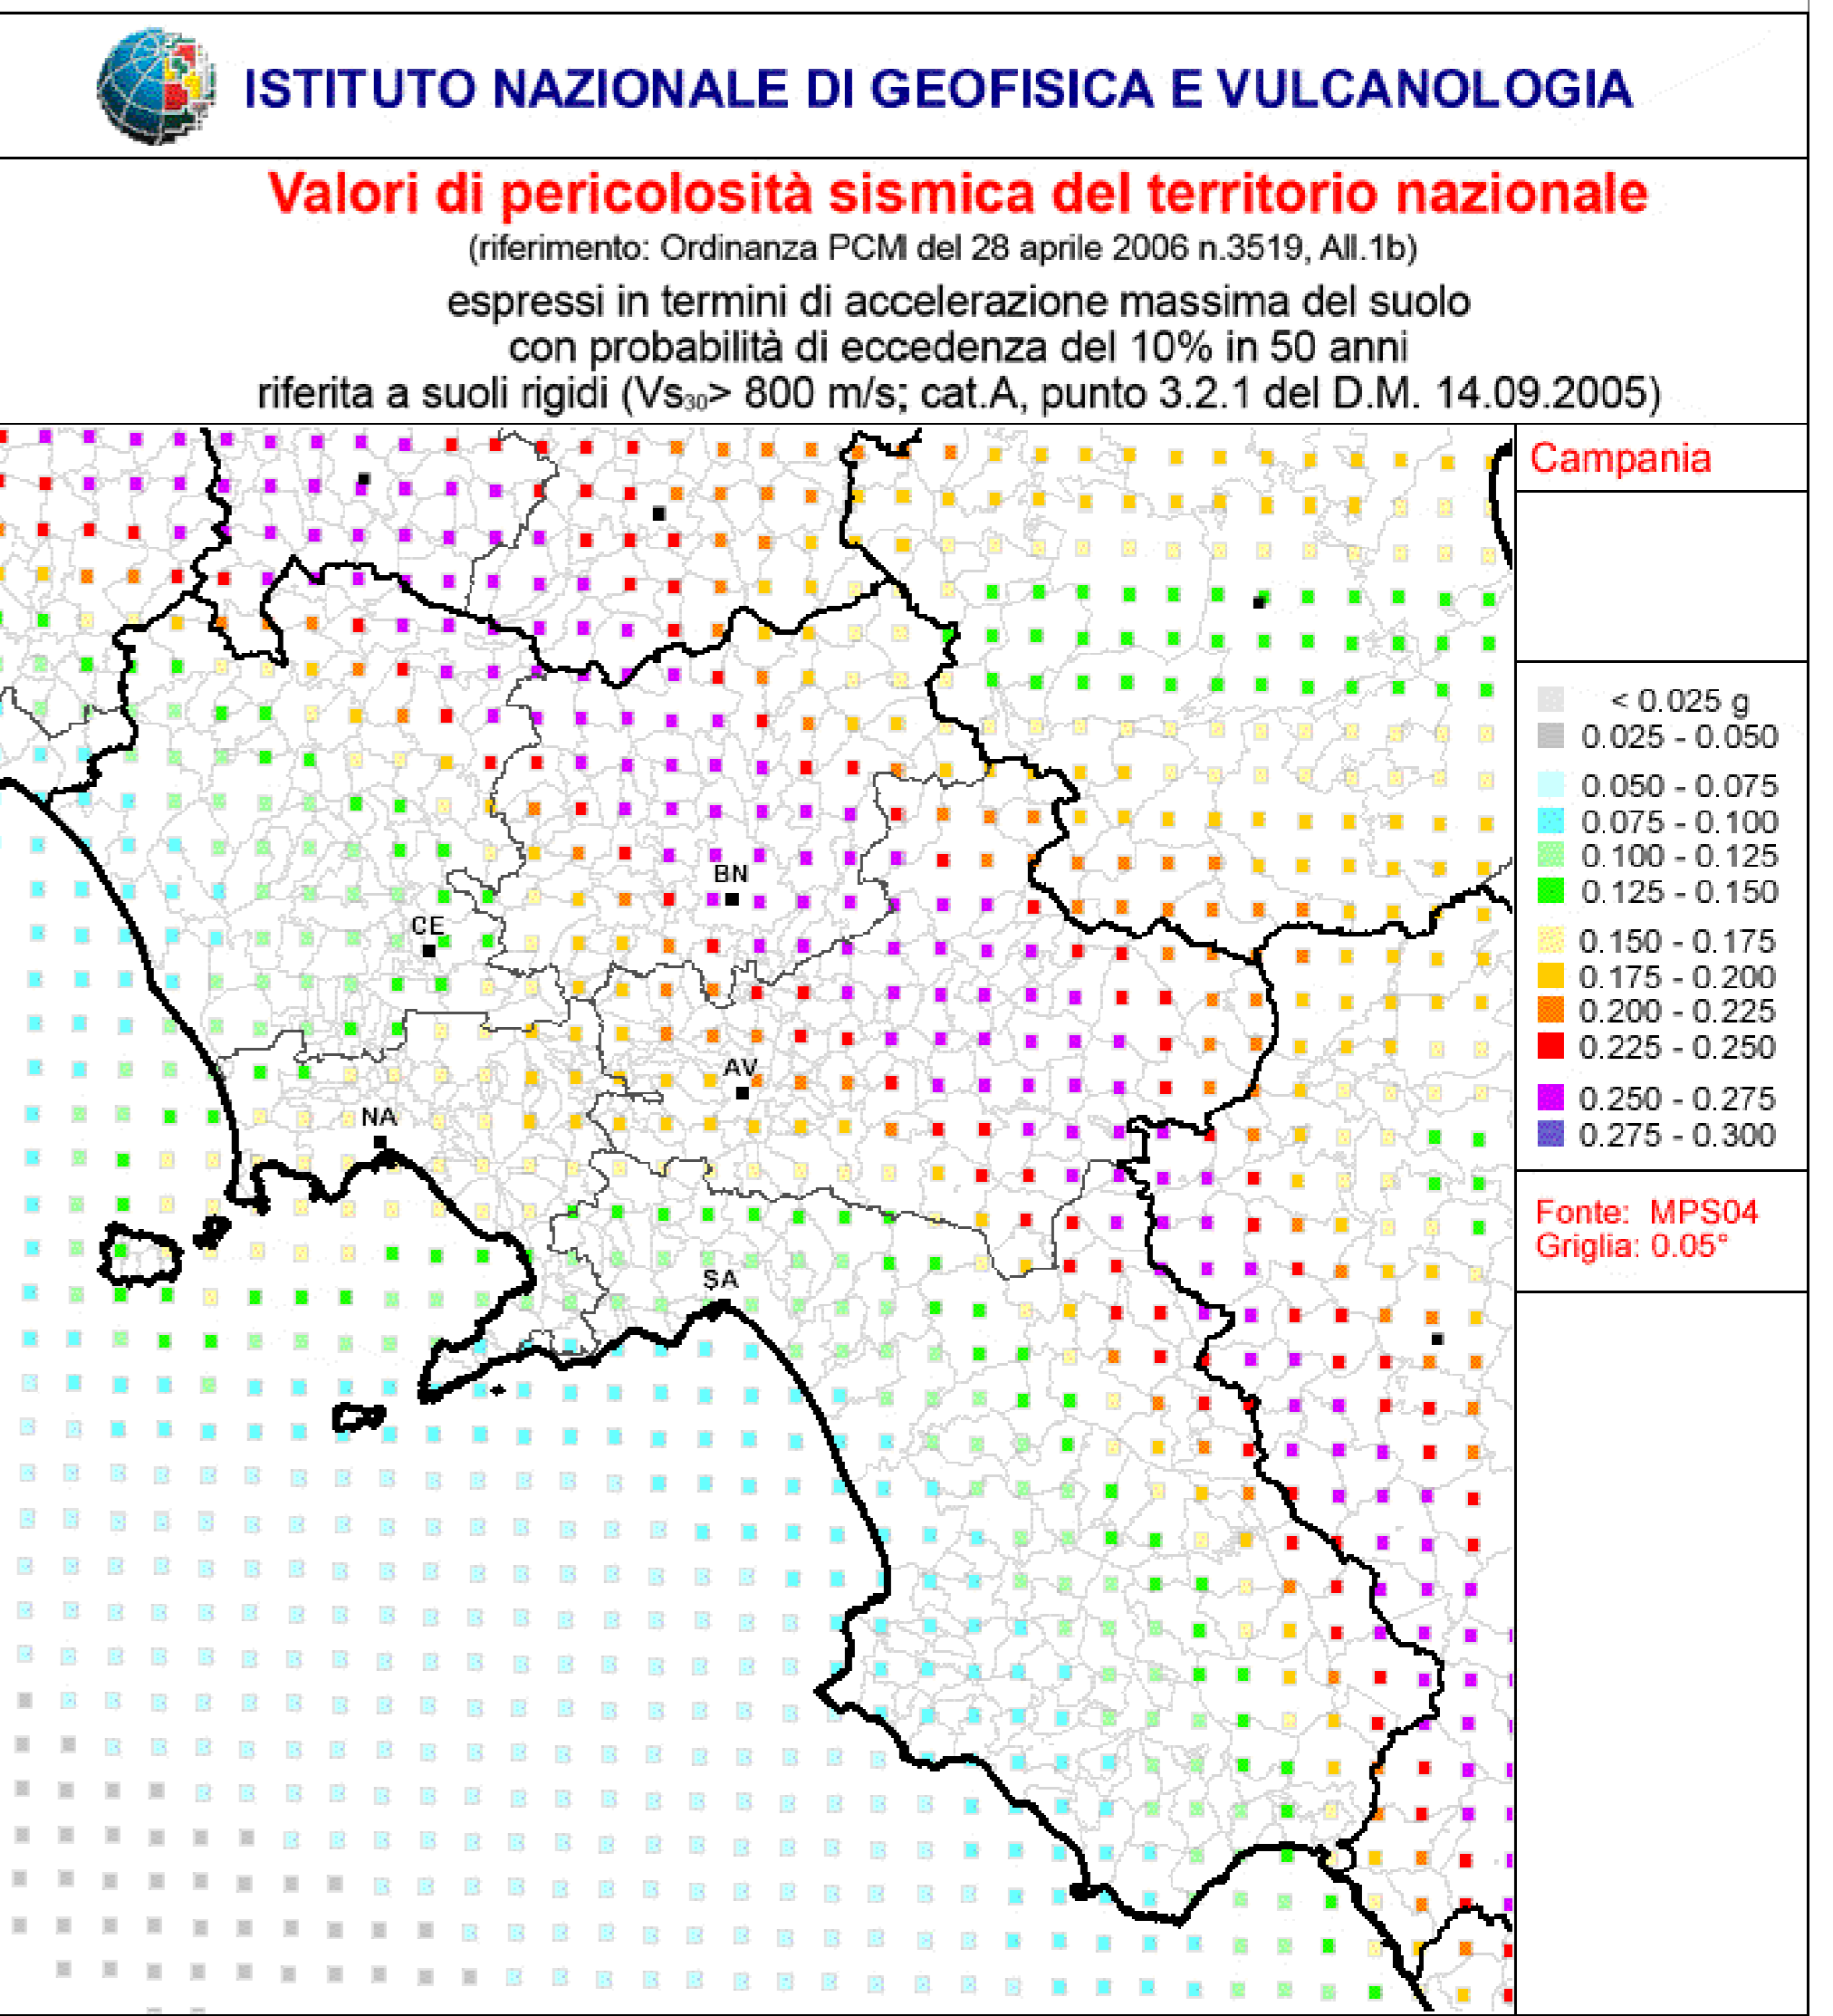 ISTITUTO NAZIONALE DI GEOFISICA E VULCANOLOGIA
Valori di pericolosità sismica del territorio nazionale
(riferimento: Ordinanza PCM del 28 aprile 2006 n.3519, All.1b)
espressi in termini di accelerazione massima del suolo
con probabilità di eccedenza del 10% in 50 anni
riferita a suoli rigidi (Vs30> 800 m/s; cat.A, punto 3.2.1 del D.M. 14.09.2005)
Campania
< 0.025 g
0.025 - 0.050
0.050 - 0.075
0.075 - 0.100
0.100 - 0.125
0.125 - 0.150
0.150 - 0.175
0.175 - 0.200
0.200 - 0.225
0.225 - 0.250
0.250 - 0.275
0.275 - 0.300
Fonte: MPS04
Griglia: 0.05°
BN
CE
AV
NA
SA